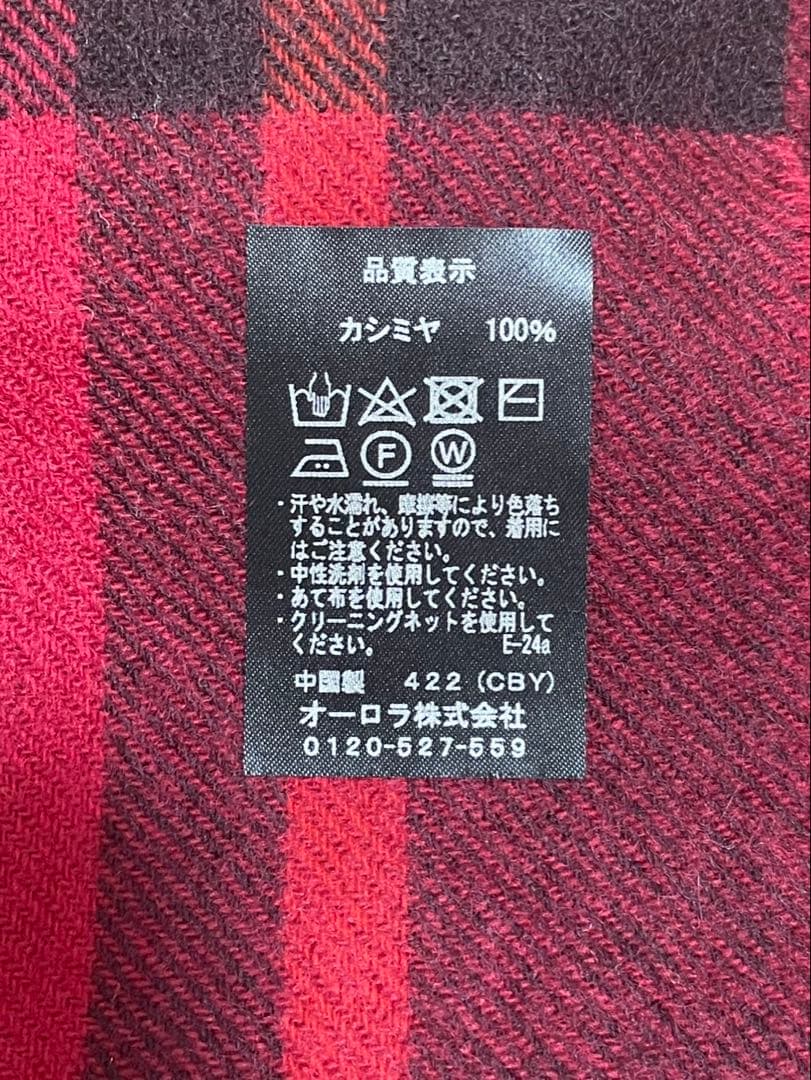 品質表示
カシミヤ 100%
F W
・汗や水濡れ、摩擦等により色落ち
することがありますので、着用に
はご注意ください。
・中性洗剤を使用してください。
・あて布を使用してください。
・クリーニングネットを使用して
ください。 E-24a
中国製 422(CBY)
オーロラ株式会社
0120-527-559